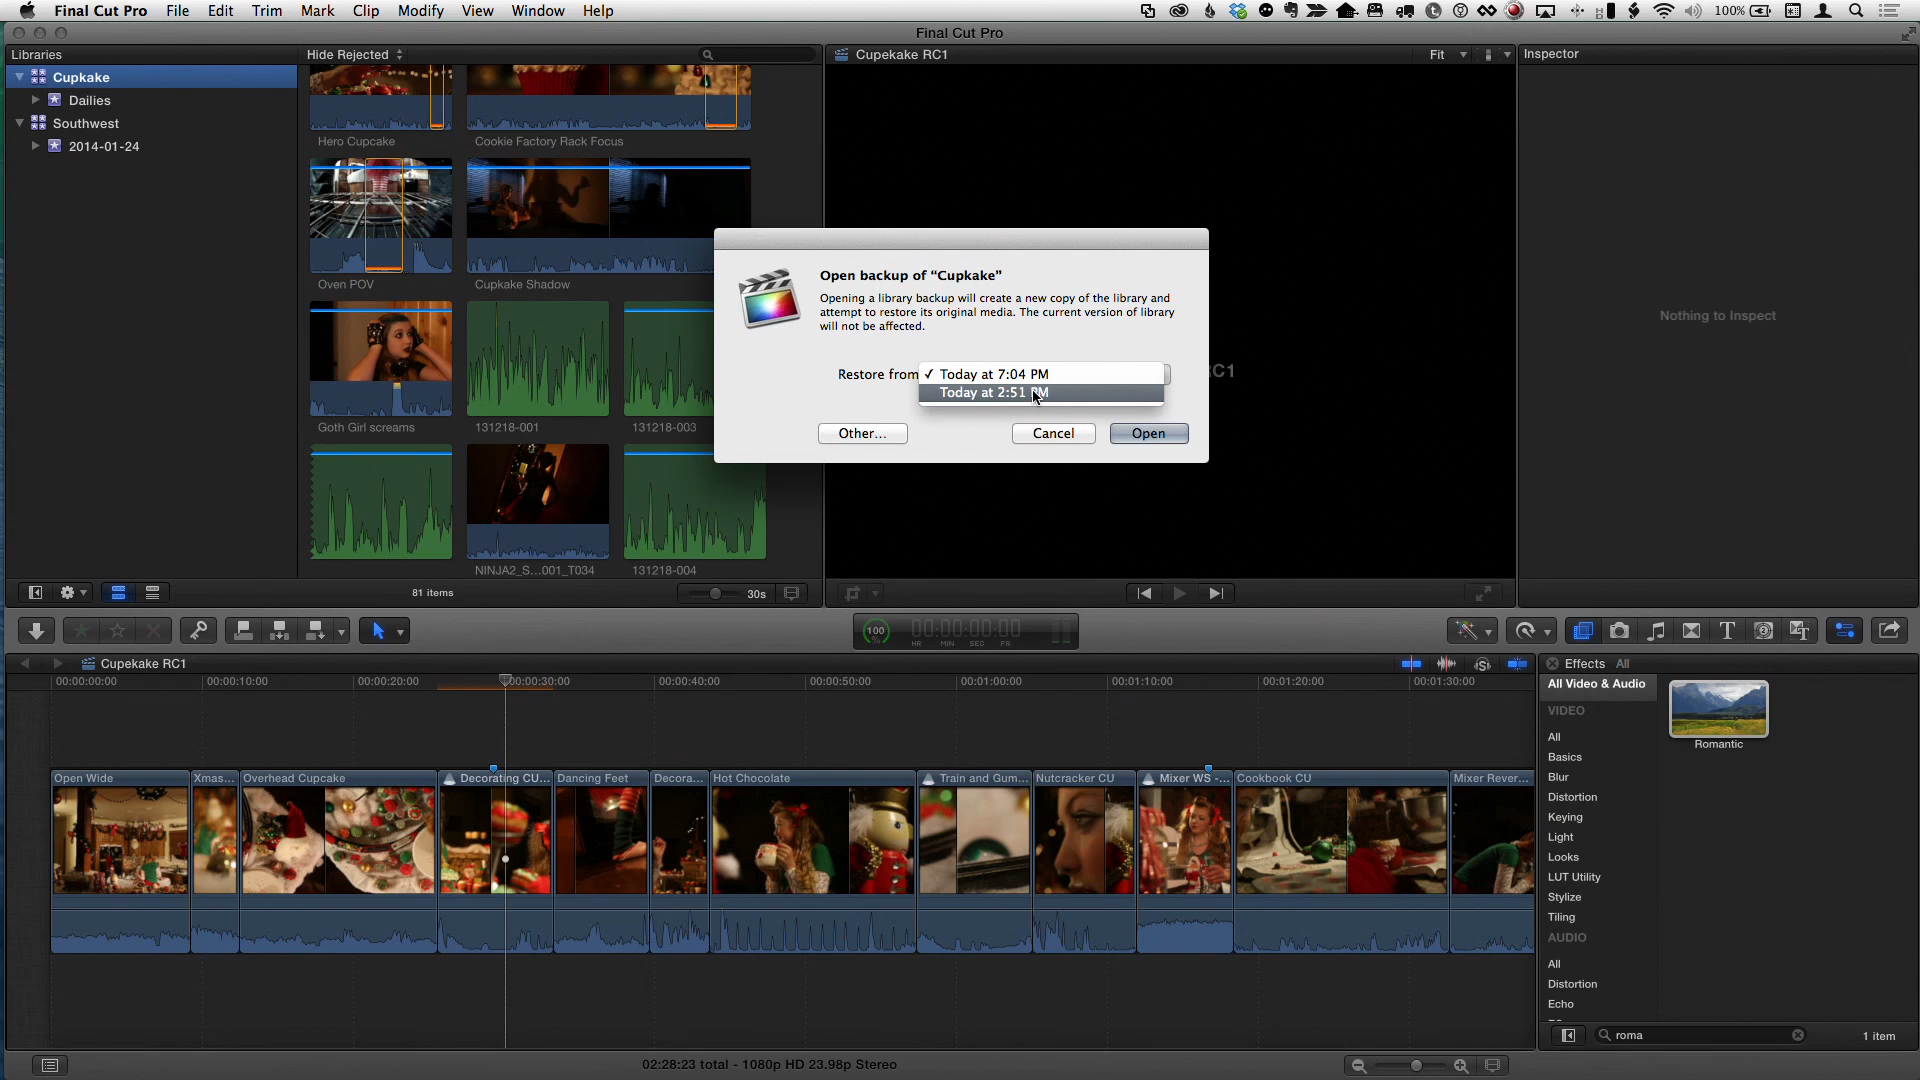 Final Cut Pro File Edit Trim Mark Clip Modify View Window Help 100%
Final Cut Pro
Libraries
Hide Rejected
Cupekake RC1
Fit
Inspector
Cupkake
Dailies
Southwest
2014-01-24
Hero Cupcake
Cookie Factory Rack Focus
Oven POV
Cupkake Shadow
Goth Girl screams
131218-001
131218-003
NINJA2_S...001_T034
131218-004
Open backup of “Cupkake”
Opening a library backup will create a new copy of the library and
attempt to restore its original media. The current version of library
will not be affected.
Restore from
✓ Today at 7:04 PM
Today at 2:51 PM
Other...
Cancel
Open
RC1
Nothing to Inspect
81 items
30s
100
00:00:00:00
HR MIN SEC FR
Cupekake RC1
00:00:00:00
00:00:10:00
00:00:20:00
00:00:30:00
00:00:40:00
00:00:50:00
00:01:00:00
00:01:10:00
00:01:20:00
00:01:30:00
Open Wide
Xmas...
Overhead Cupcake
Decorating CU...
Dancing Feet
Decora...
Hot Chocolate
Train and Gum...
Nutcracker CU
Mixer WS -...
Cookbook CU
Mixer Rever...
Effects All
All Video & Audio
VIDEO
All
Basics
Blur
Distortion
Keying
Light
Looks
LUT Utility
Stylize
Tiling
AUDIO
All
Distortion
Echo
Romantic
roma
1 item
02:28:23 total - 1080p HD 23.98p Stereo